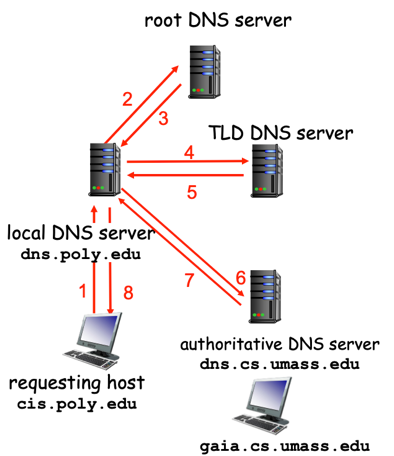 root DNS server
2
3
TLD DNS server
4
5
local DNS server
dns.poly.edu
6
7
1
8
authoritative DNS server
dns.cs.umass.edu
requesting host
cis.poly.edu
gaia.cs.umass.edu